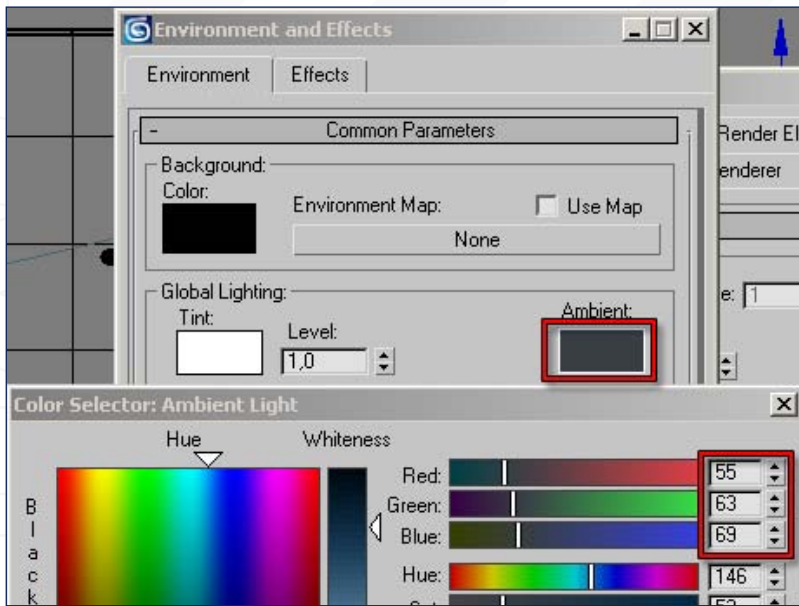 Environment and Effects
Environment
Effects
Render El
enderer
- Common Parameters
Background:
Color:
Environment Map:
Use Map
None
Global Lighting:
Tint:
Level:
Ambient:
1,0
e: 1
Color Selector: Ambient Light
Hue
Whiteness
Black
Red: 55
Green: 63
Blue: 69
Hue: 146